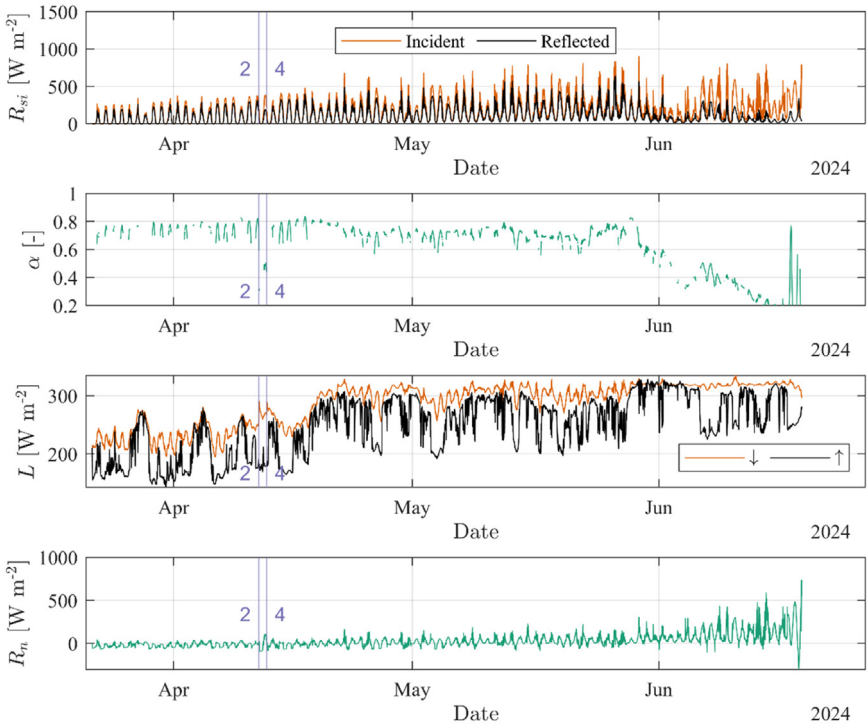 1500
1000
500
0
R_si [W m^-2]
Incident
Reflected
2 4
Apr May Jun
Date
2024
1
0.8
0.6
0.4
0.2
α [-]
2 4
Apr May Jun
Date
2024
300
200
L [W m^-2]
2 4
↓ ↑
Apr May Jun
Date
2024
1000
500
0
R_n [W m^-2]
2 4
Apr May Jun
Date
2024